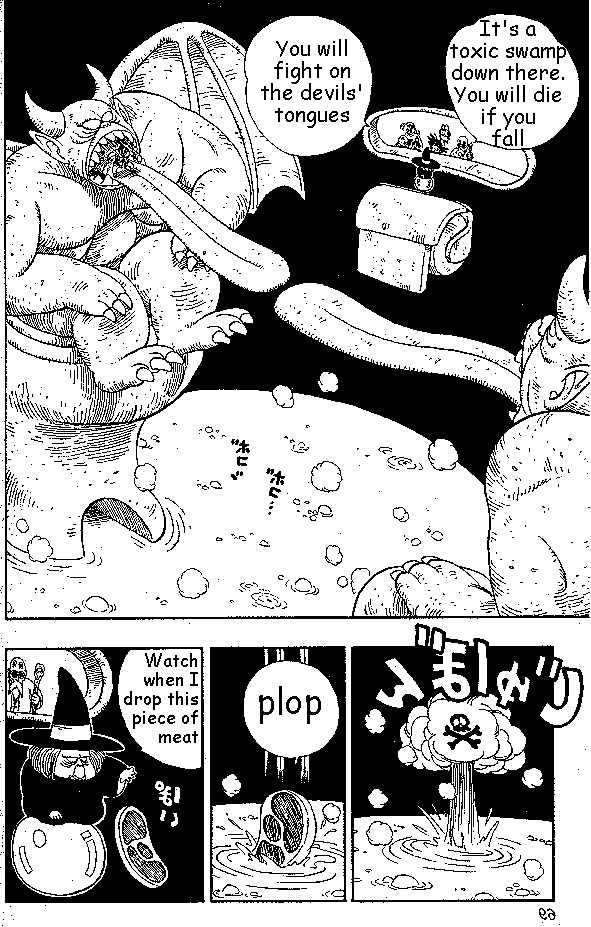 You will
fight on
the devils'
tongues
It's a
toxic swamp
down there.
You will die
if you
fall
Watch
when I
drop this
piece of
meat
plop